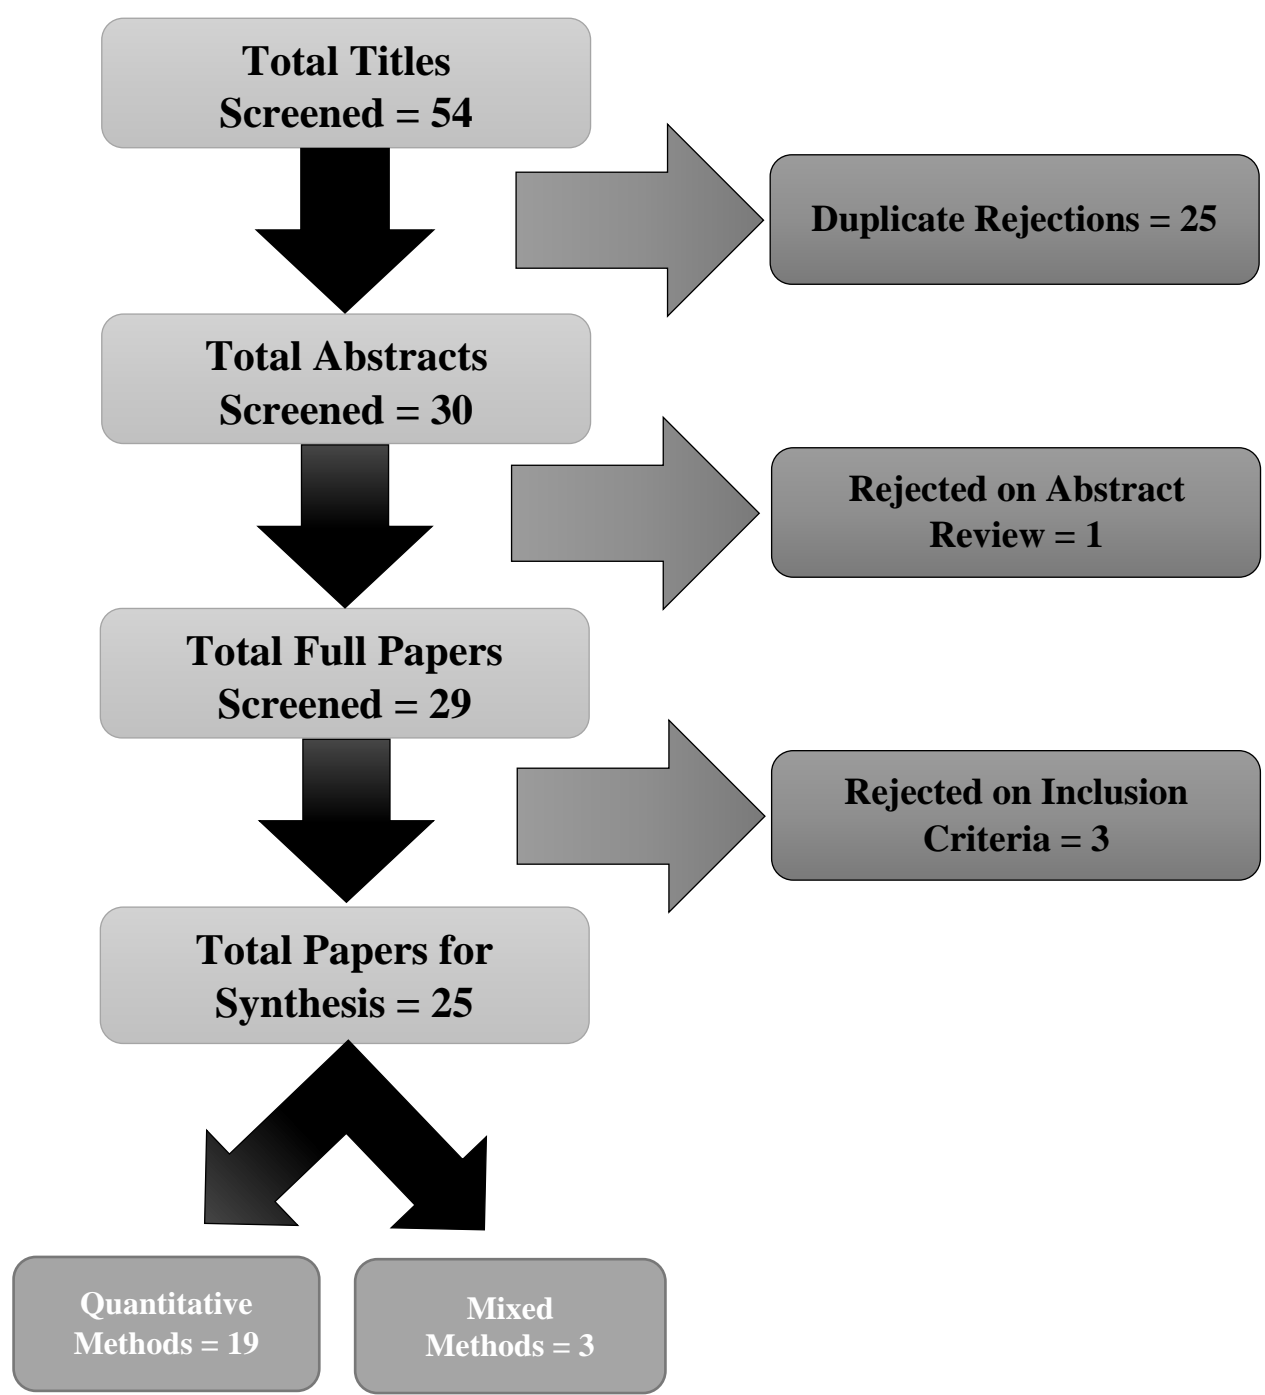 Total Titles
Screened = 54
Duplicate Rejections = 25
Total Abstracts
Screened = 30
Rejected on Abstract
Review = 1
Total Full Papers
Screened = 29
Rejected on Inclusion
Criteria = 3
Total Papers for
Synthesis = 25
Quantitative
Methods = 19
Mixed
Methods = 3